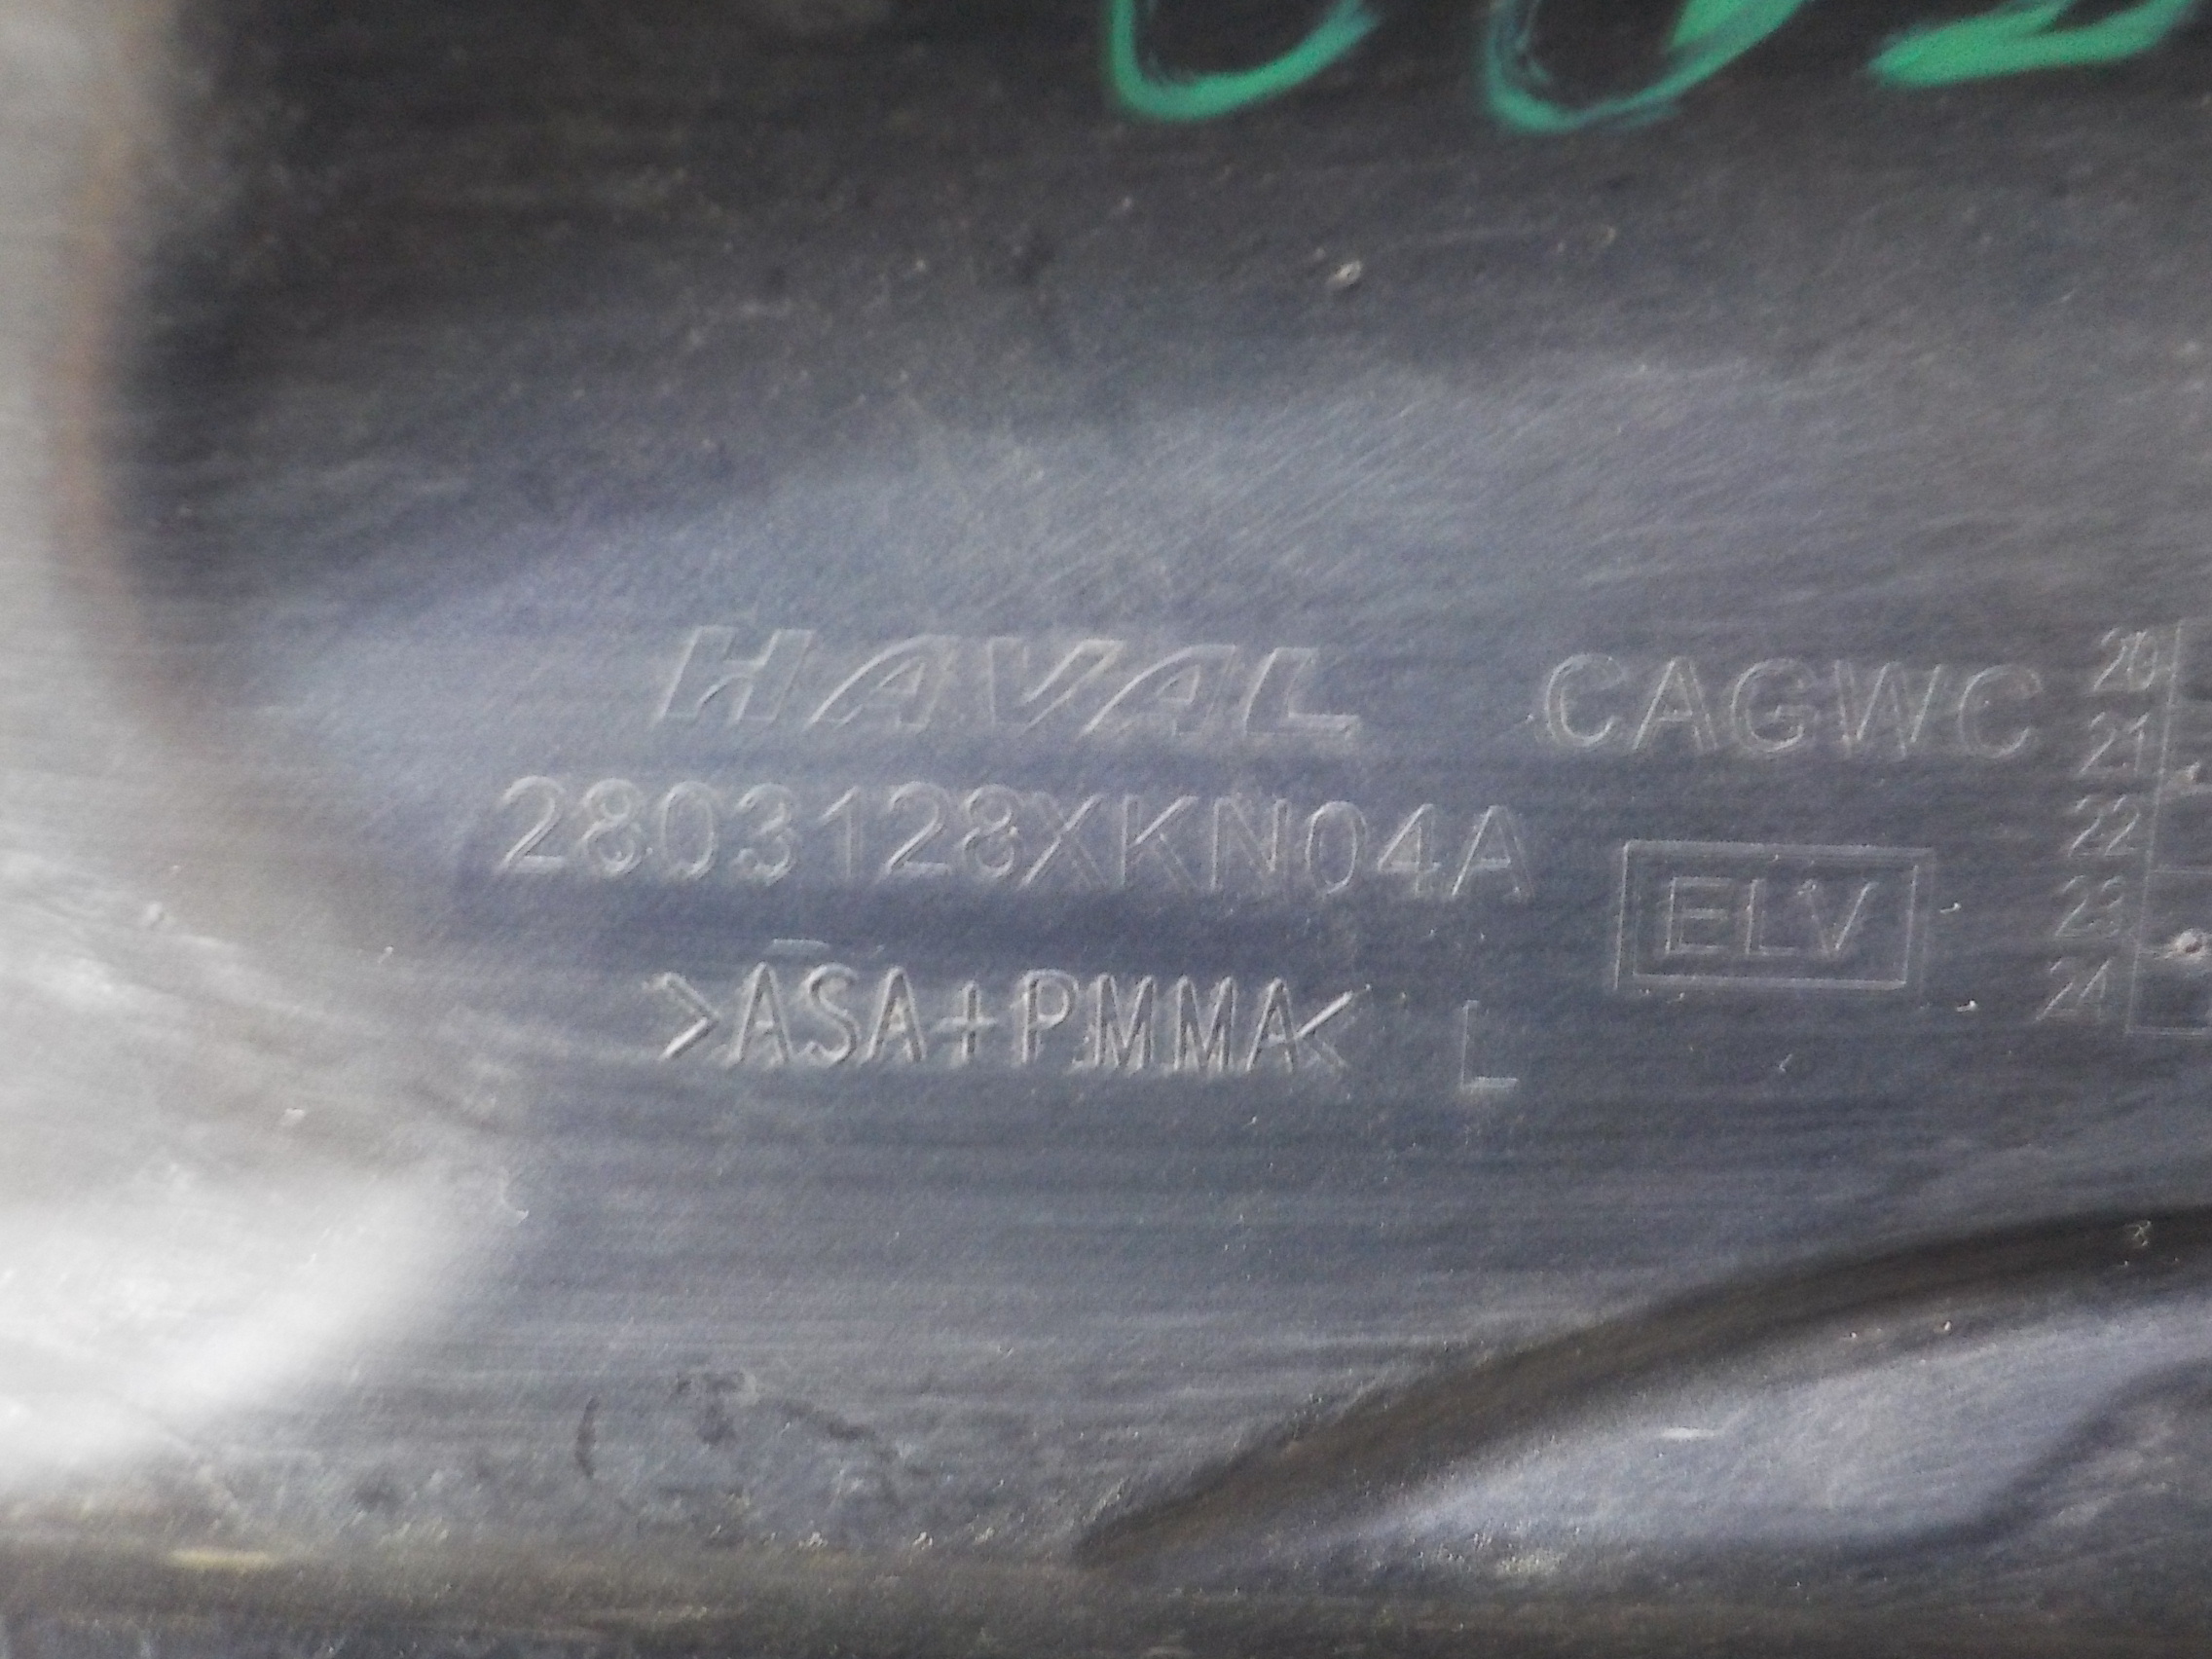 HAVAL CAGWC
2803128XKN04A
ELV
>ASA+PMMA< L
20
21
22
23
24